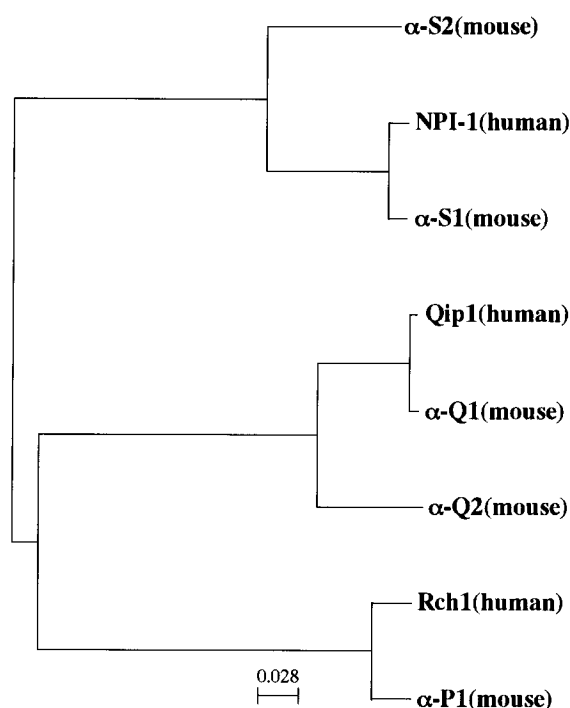 α-S2(mouse)
NPI-1(human)
α-S1(mouse)
Qip1(human)
α-Q1(mouse)
α-Q2(mouse)
Rch1(human)
0.028
α-P1(mouse)